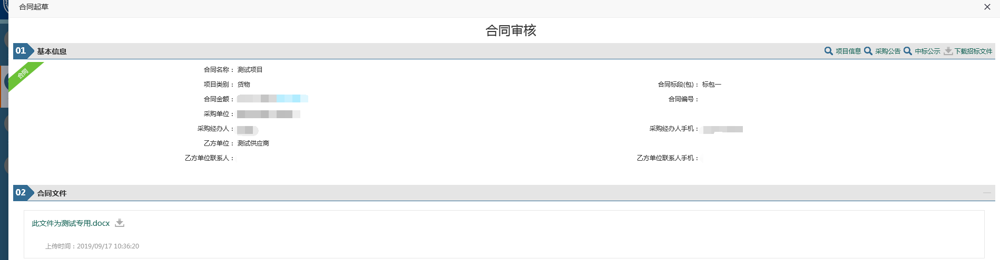 合同起草
合同审核
01 基本信息 项目信息 采购公告 中标公示 下载招标文件
合同
合同名称： 测试项目
项目类别： 货物 合同标段(包)： 标包一
合同金额： 合同编号：
采购单位：
采购经办人： 采购经办人手机：
乙方单位： 测试供应商
乙方单位联系人： 乙方单位联系人手机：
02 合同文件
此文件为测试专用.docx
上传时间：2019/09/17 10:36:20